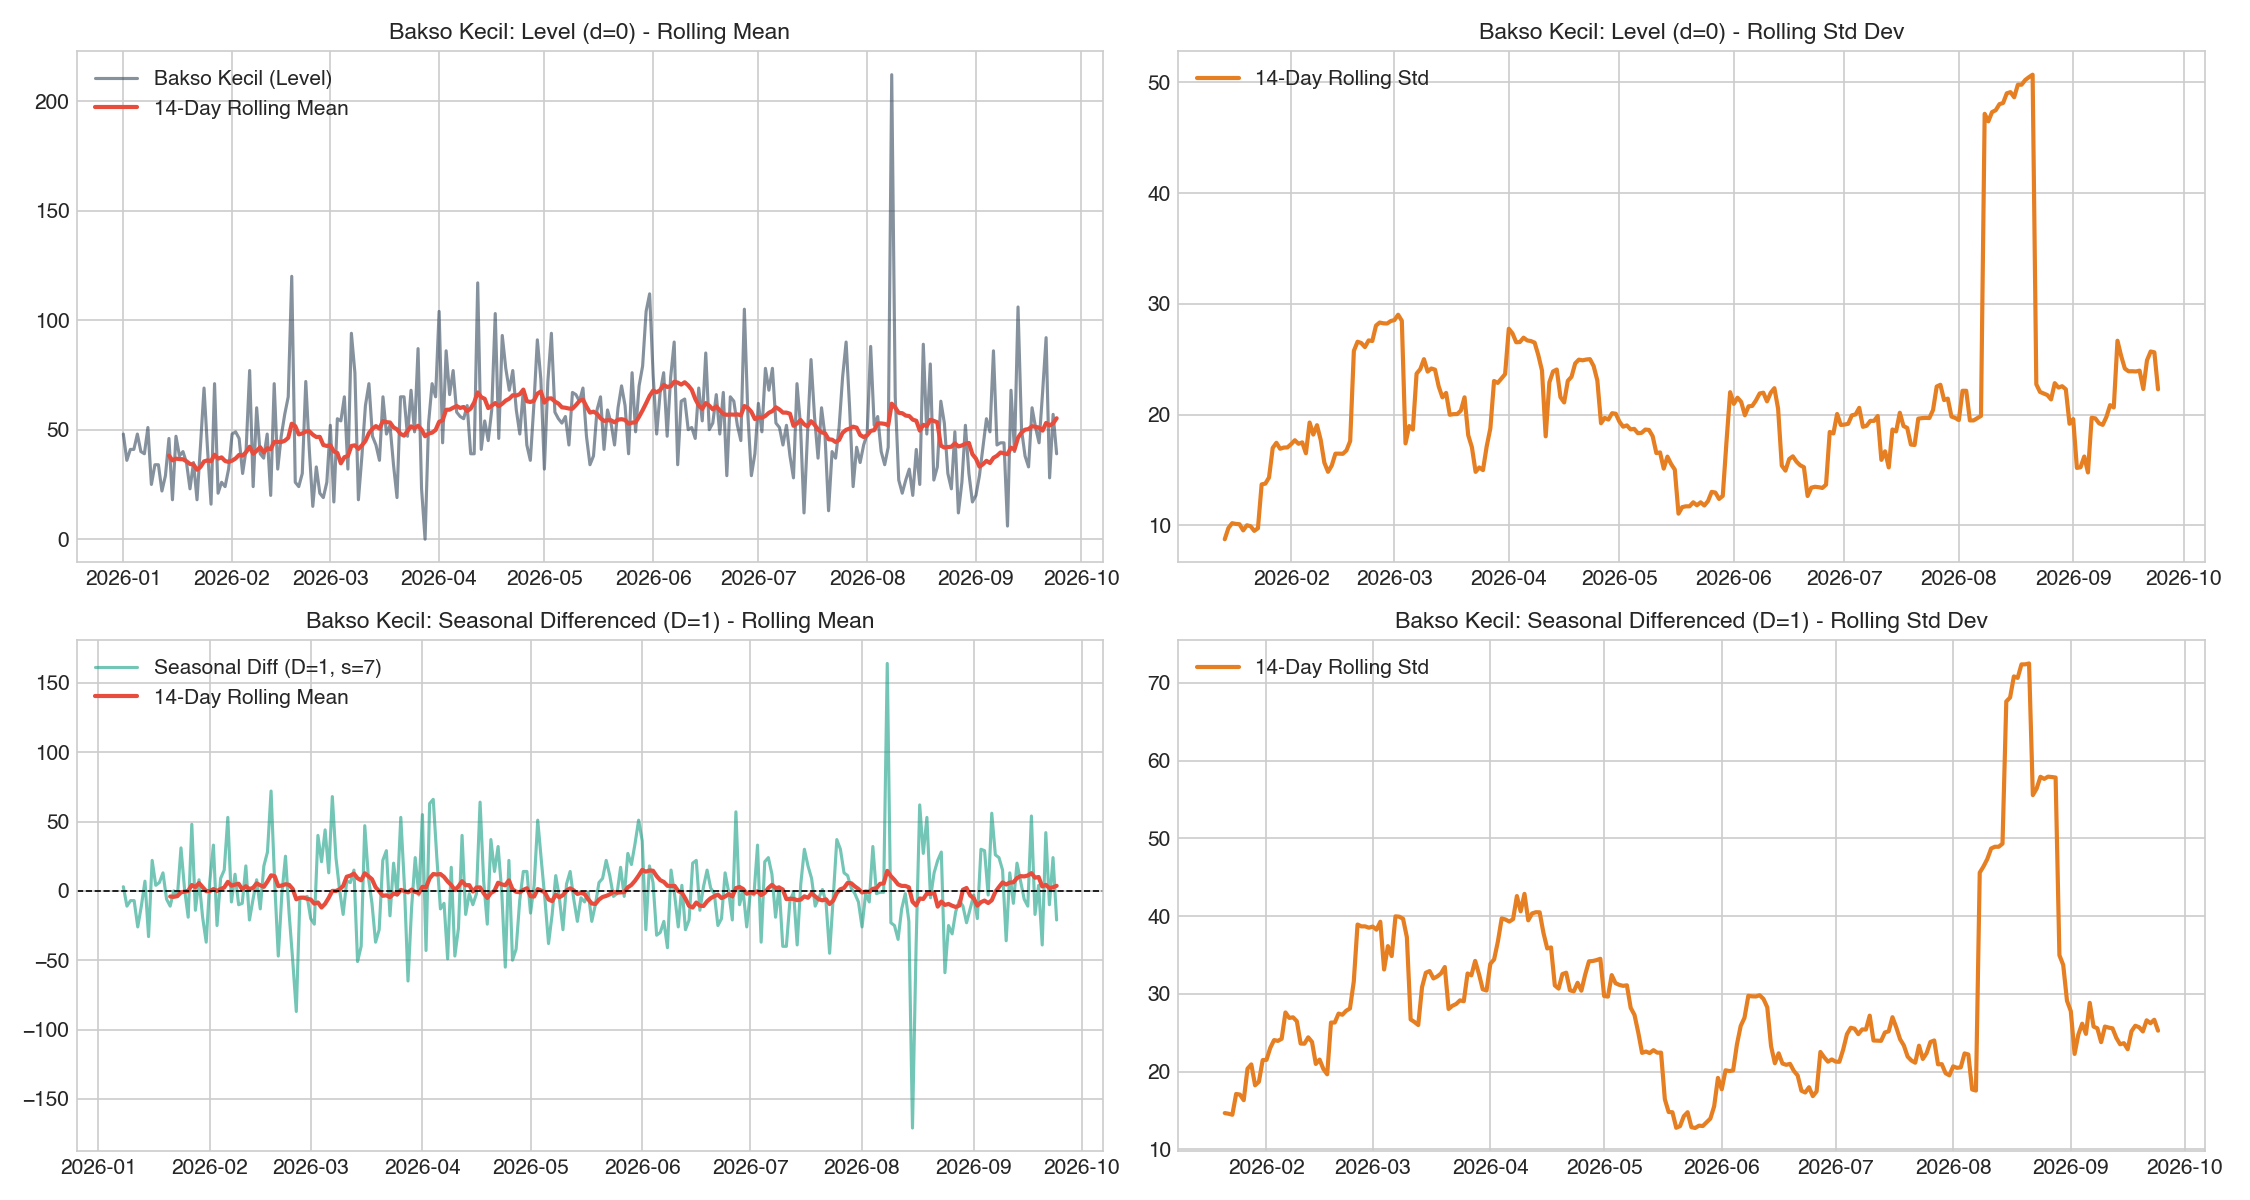 Bakso Kecil: Level (d=0) - Rolling Mean
Bakso Kecil (Level)
14-Day Rolling Mean
200
150
100
50
0
2026-01 2026-02 2026-03 2026-04 2026-05 2026-06 2026-07 2026-08 2026-09 2026-10
Bakso Kecil: Level (d=0) - Rolling Std Dev
14-Day Rolling Std
50
40
30
20
10
2026-02 2026-03 2026-04 2026-05 2026-06 2026-07 2026-08 2026-09 2026-10
Bakso Kecil: Seasonal Differenced (D=1) - Rolling Mean
Seasonal Diff (D=1, s=7)
14-Day Rolling Mean
150
100
50
0
−50
−100
−150
2026-01 2026-02 2026-03 2026-04 2026-05 2026-06 2026-07 2026-08 2026-09 2026-10
Bakso Kecil: Seasonal Differenced (D=1) - Rolling Std Dev
14-Day Rolling Std
70
60
50
40
30
20
10
2026-02 2026-03 2026-04 2026-05 2026-06 2026-07 2026-08 2026-09 2026-10